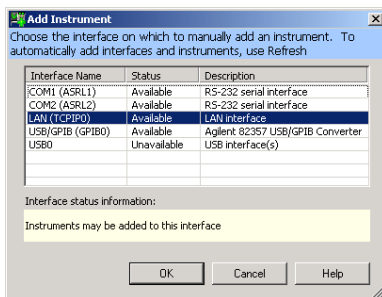 Add Instrument
Choose the interface on which to manually add an instrument. To
automatically add interfaces and instruments, use Refresh
Interface Name Status Description
COM1 (ASRL1) Available RS-232 serial interface
COM2 (ASRL2) Available RS-232 serial interface
LAN (TCPIP0) Available LAN interface
USB/GPIB (GPIB0) Available Agilent 82357 USB/GPIB Converter
USB0 Unavailable USB interface(s)
Interface status information:
Instruments may be added to this interface
OK Cancel Help